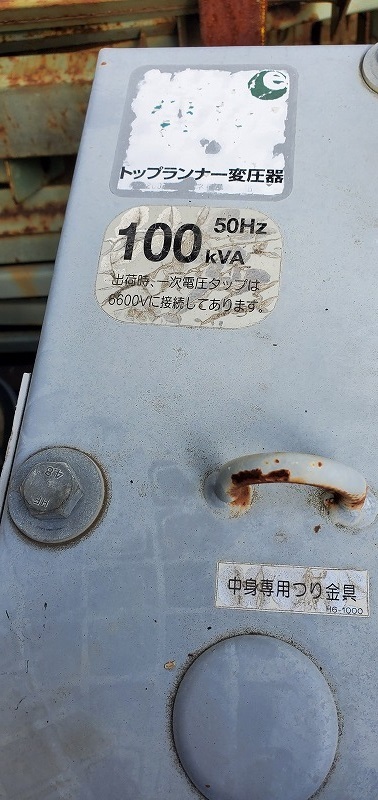 トップランナー変圧器
50Hz
100 kVA
出荷時、一次電圧タップは
6600Vに接続してあります。
中身専用つり金具
H6-1000